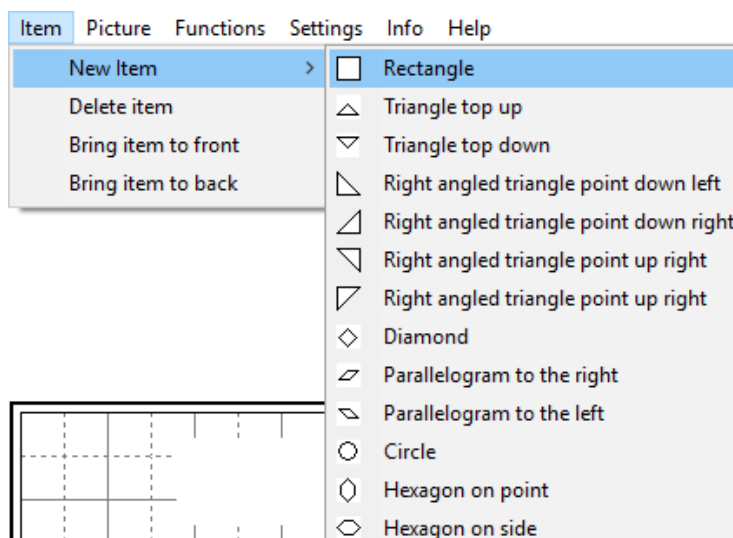 Item Picture Functions Settings Info Help
New Item
Delete item
Bring item to front
Bring item to back
Rectangle
Triangle top up
Triangle top down
Right angled triangle point down left
Right angled triangle point down right
Right angled triangle point up right
Right angled triangle point up right
Diamond
Parallelogram to the right
Parallelogram to the left
Circle
Hexagon on point
Hexagon on side